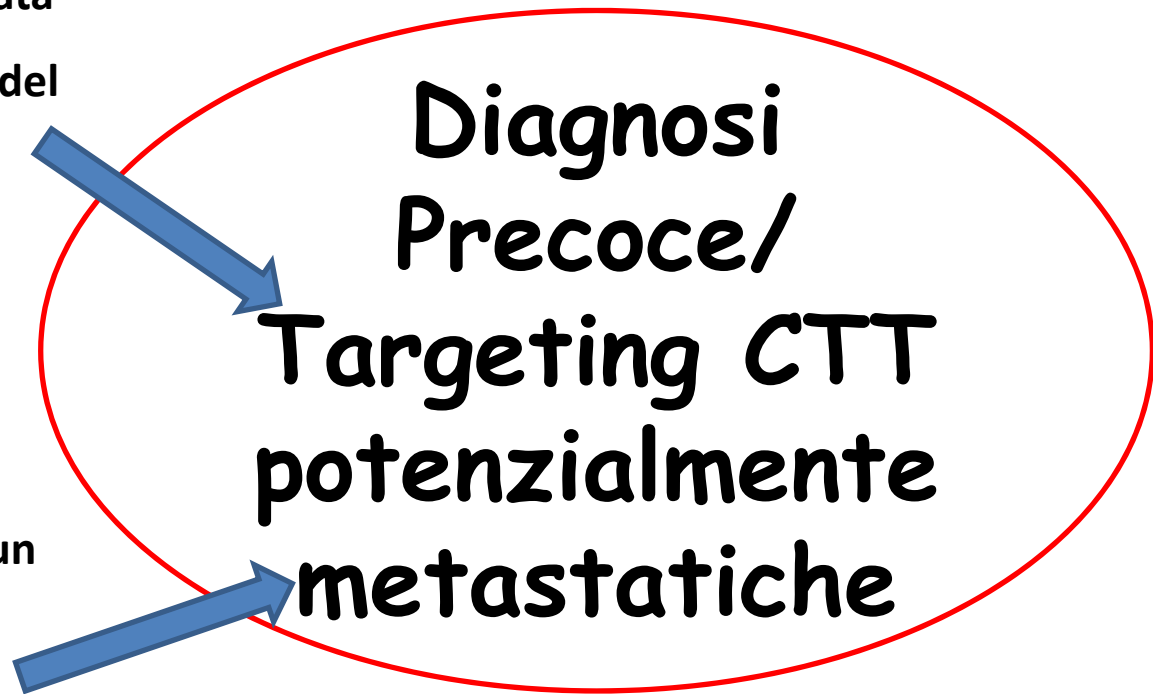 del
Diagnosi
Precoce/
Targeting CTT
potenzialmente
un
metastatiche